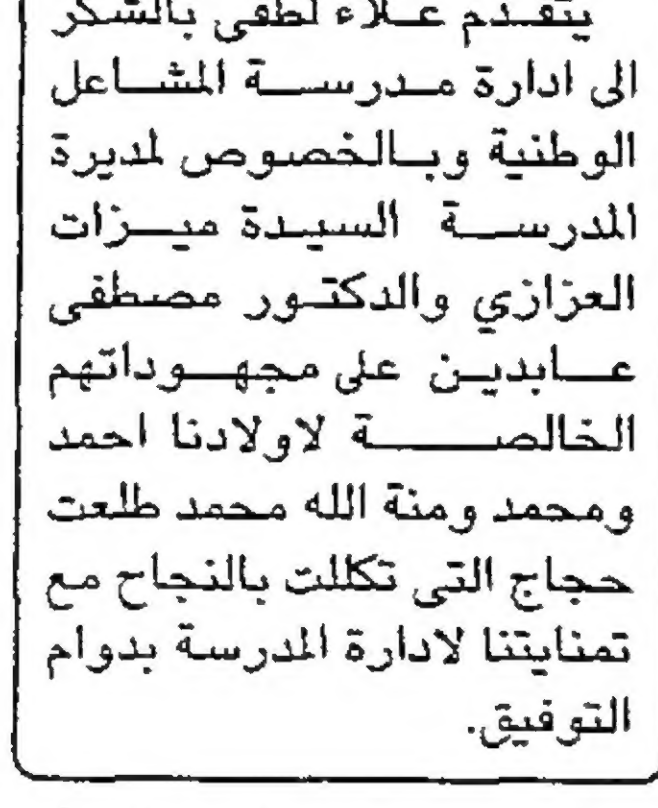 يتقدم علاء لطفى بالشكر
الى ادارة مدرسة المشاعل
الوطنية وبالخصوص لمديرة
المدرسة السيدة ميزات
العزازي والدكتور مصطفى
عابدين على مجهوداتهم
الخالصة لاولادنا احمد
ومحمد ومنة الله محمد طلعت
حجاج التى تكللت بالنجاح مع
تمنايتنا لادارة المدرسة بدوام
التوفيق.